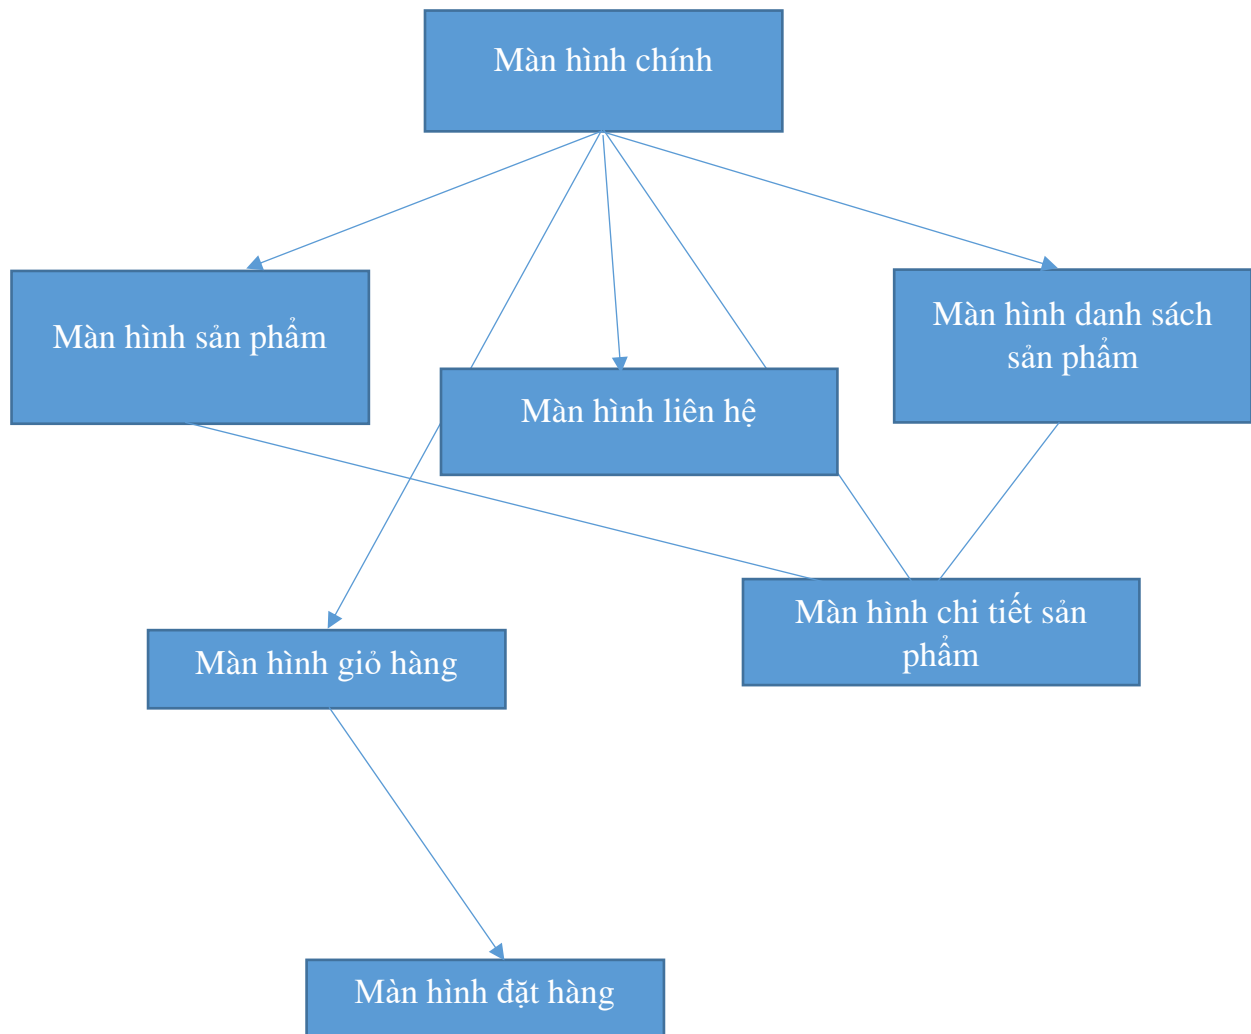 Màn hình chính
Màn hình sản phẩm
Màn hình danh sách
sản phẩm
Màn hình liên hệ
Màn hình chi tiết sản
phẩm
Màn hình giỏ hàng
Màn hình đặt hàng